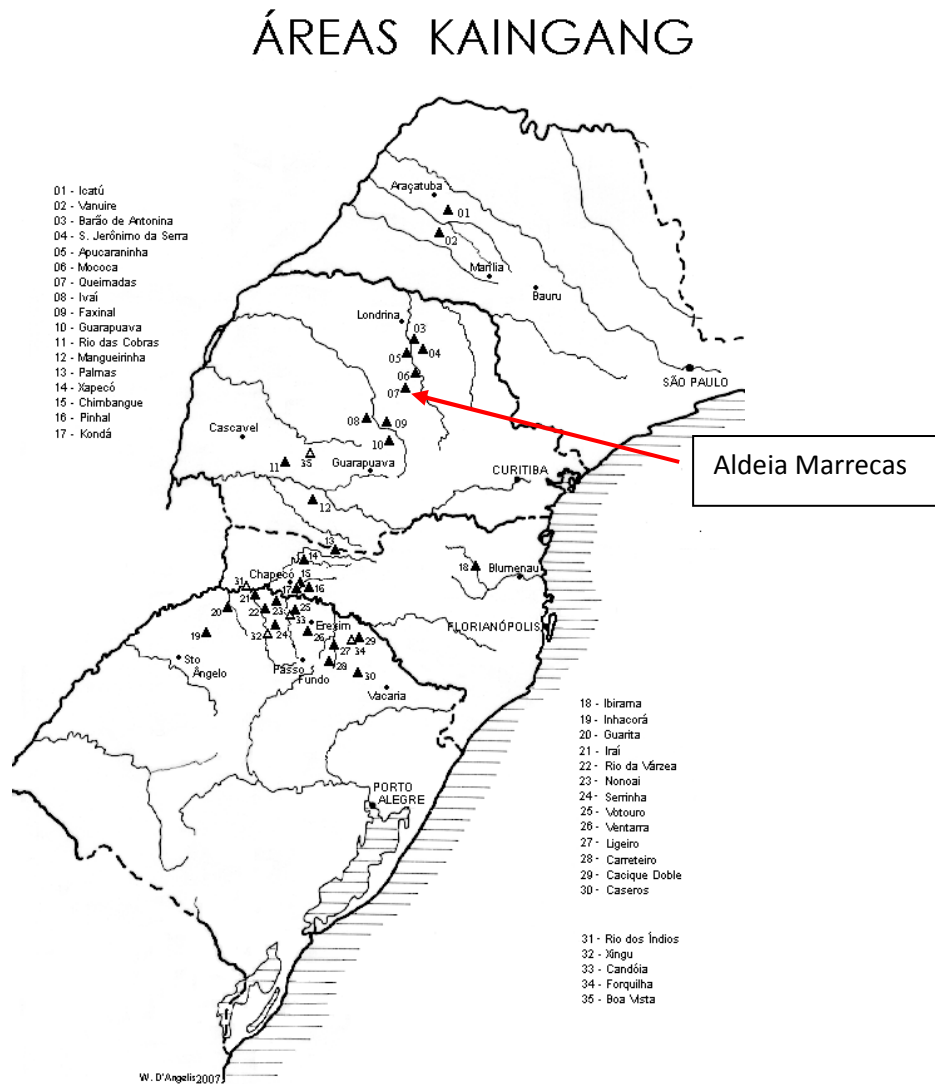 ÁREAS KAINGANG
01 - Icatú
02 - Vanuire
03 - Barão de Antonina
04 - S. Jerônimo da Serra
05 - Apucaraninha
06 - Mococa
07 - Queimadas
08 - Ivaí
09 - Faxinal
10 - Guarapuava
11 - Rio das Cobras
12 - Mangueirinha
13 - Palmas
14 - Xapecó
15 - Chimbangue
16 - Pinhal
17 - Kondá
Araçatuba
01
02
Marília
Bauru
Londrina
03
04
05
06
07
SÃO PAULO
08
09
Cascavel
10
35
11
Guarapuava
CURITIBA
Aldeia Marrecas
12
13
14
18
Blumenau
Chapecó
15
31
17
16
21
20
22
23
25
33
Erexim
FLORIANÓPOLIS
19
32
24
26
29
34
27
Sto
Ângelo
Passo
Fundo
28
30
Vacaria
PORTO
ALEGRE
18 - Ibirama
19 - Inhacorá
20 - Guarita
21 - Iraí
22 - Rio da Várzea
23 - Nonoai
24 - Serrinha
25 - Votouro
26 - Ventarra
27 - Ligeiro
28 - Carreteiro
29 - Cacique Doble
30 - Caseros
31 - Rio dos Índios
32 - Xingu
33 - Candóia
34 - Forquilha
35 - Boa Vista
W. D'Angelis2007